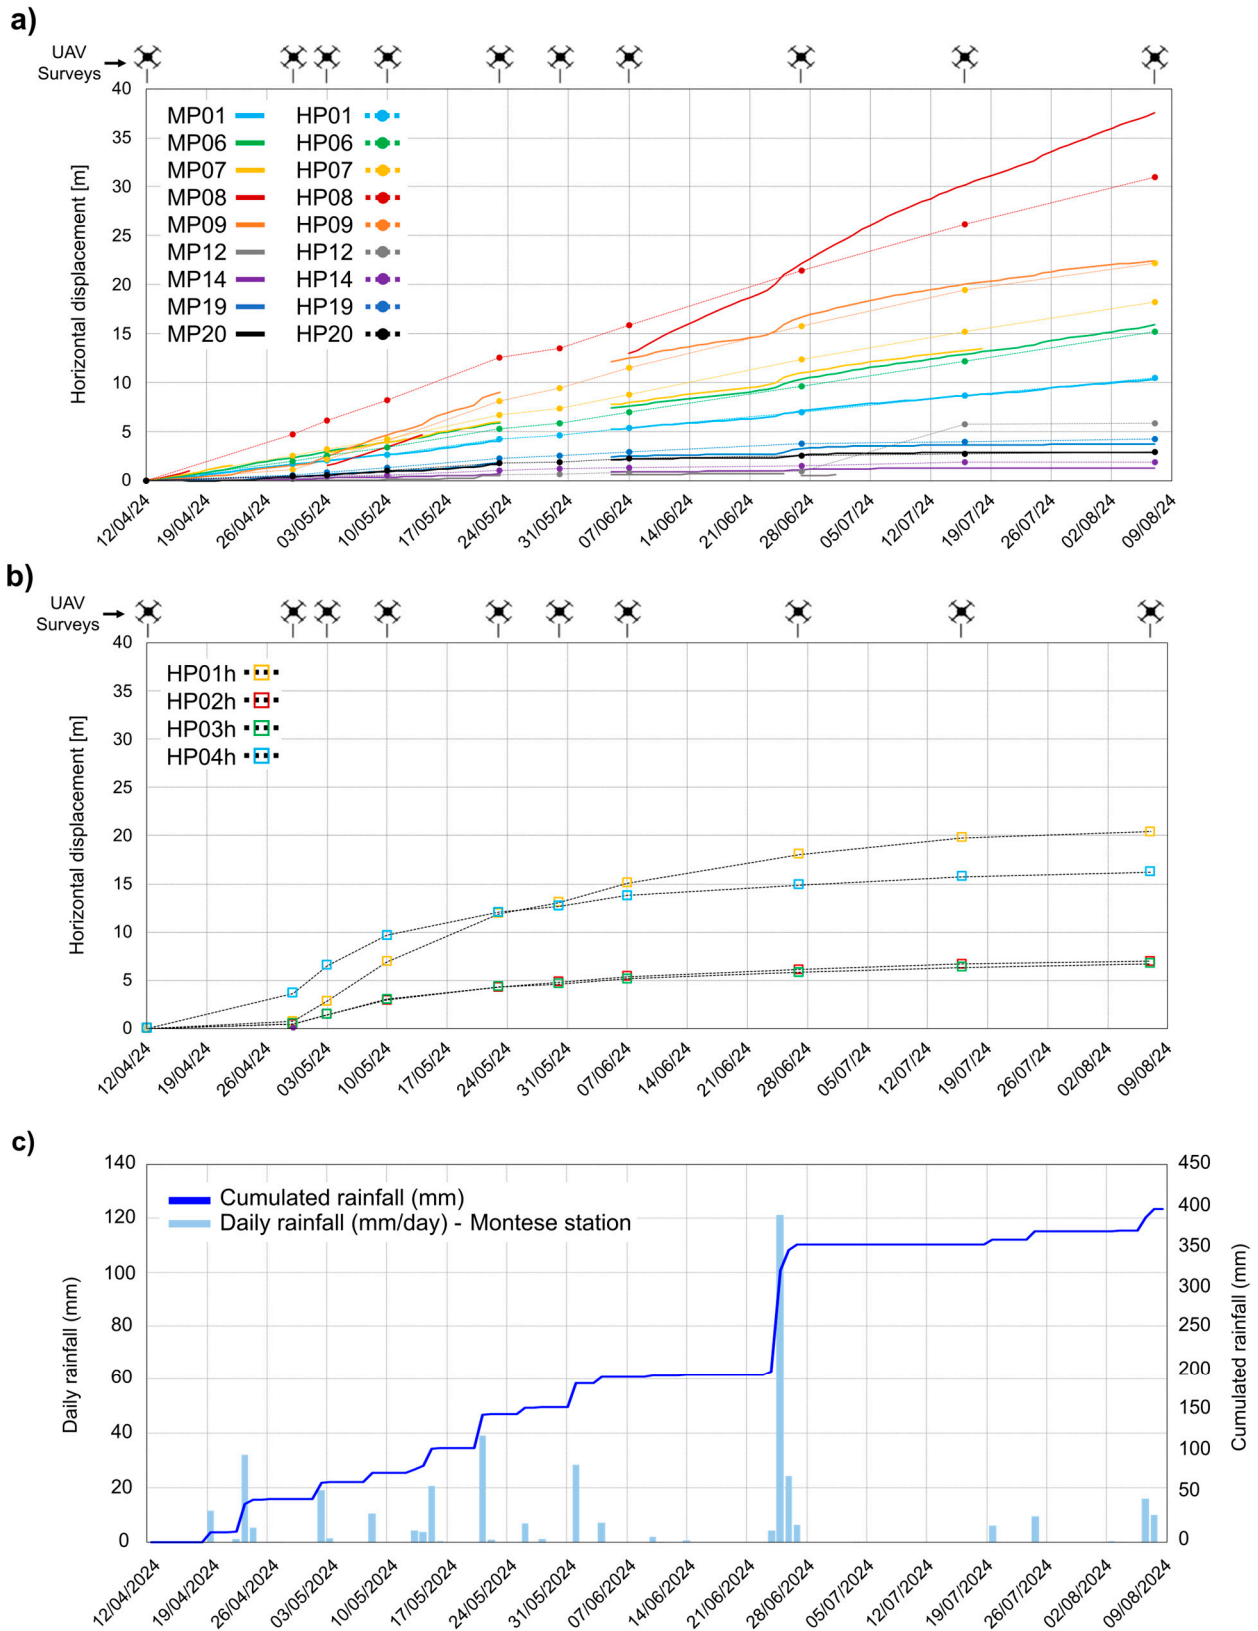 a)
UAV
Surveys
40
35
30
25
20
15
10
5
0
Horizontal displacement [m]
MP01 HP01
MP06 HP06
MP07 HP07
MP08 HP08
MP09 HP09
MP12 HP12
MP14 HP14
MP19 HP19
MP20 HP20
12/04/24 19/04/24 26/04/24 03/05/24 10/05/24 17/05/24 24/05/24 31/05/24 07/06/24 14/06/24 21/06/24 28/06/24 05/07/24 12/07/24 19/07/24 26/07/24 02/08/24 09/08/24
b)
UAV
Surveys
40
35
30
25
20
15
10
5
0
Horizontal displacement [m]
HP01h
HP02h
HP03h
HP04h
12/04/24 19/04/24 26/04/24 03/05/24 10/05/24 17/05/24 24/05/24 31/05/24 07/06/24 14/06/24 21/06/24 28/06/24 05/07/24 12/07/24 19/07/24 26/07/24 02/08/24 09/08/24
c)
140
120
100
80
60
40
20
0
Daily rainfall (mm)
Cumulated rainfall (mm)
Daily rainfall (mm/day) - Montese station
450
400
350
300
250
200
150
100
50
0
Cumulated rainfall (mm)
12/04/2024 19/04/2024 26/04/2024 03/05/2024 10/05/2024 17/05/2024 24/05/2024 31/05/2024 07/06/2024 14/06/2024 21/06/2024 28/06/2024 05/07/2024 12/07/2024 19/07/2024 26/07/2024 02/08/2024 09/08/2024